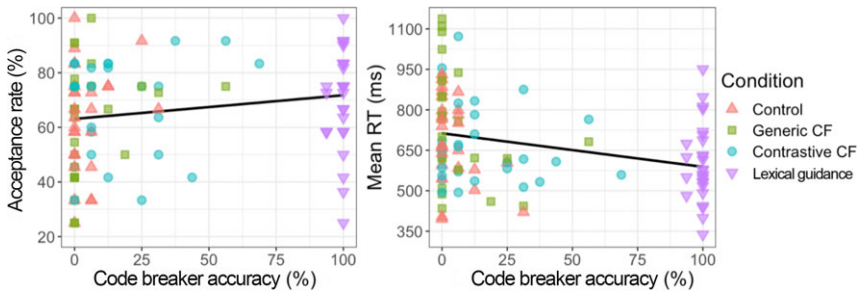 Acceptance rate (%)
100
80
60
40
20
0
25
50
75
100
Code breaker accuracy (%)
Mean RT (ms)
1100
950
800
650
500
350
0
25
50
75
100
Code breaker accuracy (%)
Condition
Control
Generic CF
Contrastive CF
Lexical guidance